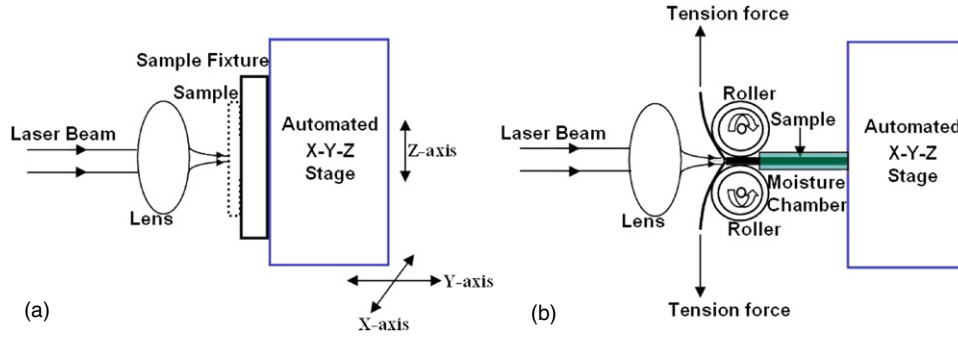 Sample Fixture
Sample
Laser Beam
Lens
Automated
X-Y-Z
Stage
Z-axis
Y-axis
X-axis
(a)
Tension force
Roller
Sample
Laser Beam
Lens
Automated
X-Y-Z
Stage
Moisture
Chamber
Roller
Tension force
(b)